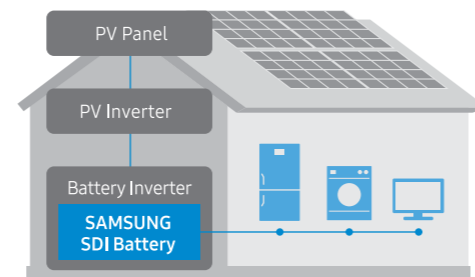 PV Panel
PV Inverter
Battery Inverter
SAMSUNG
SDI Battery